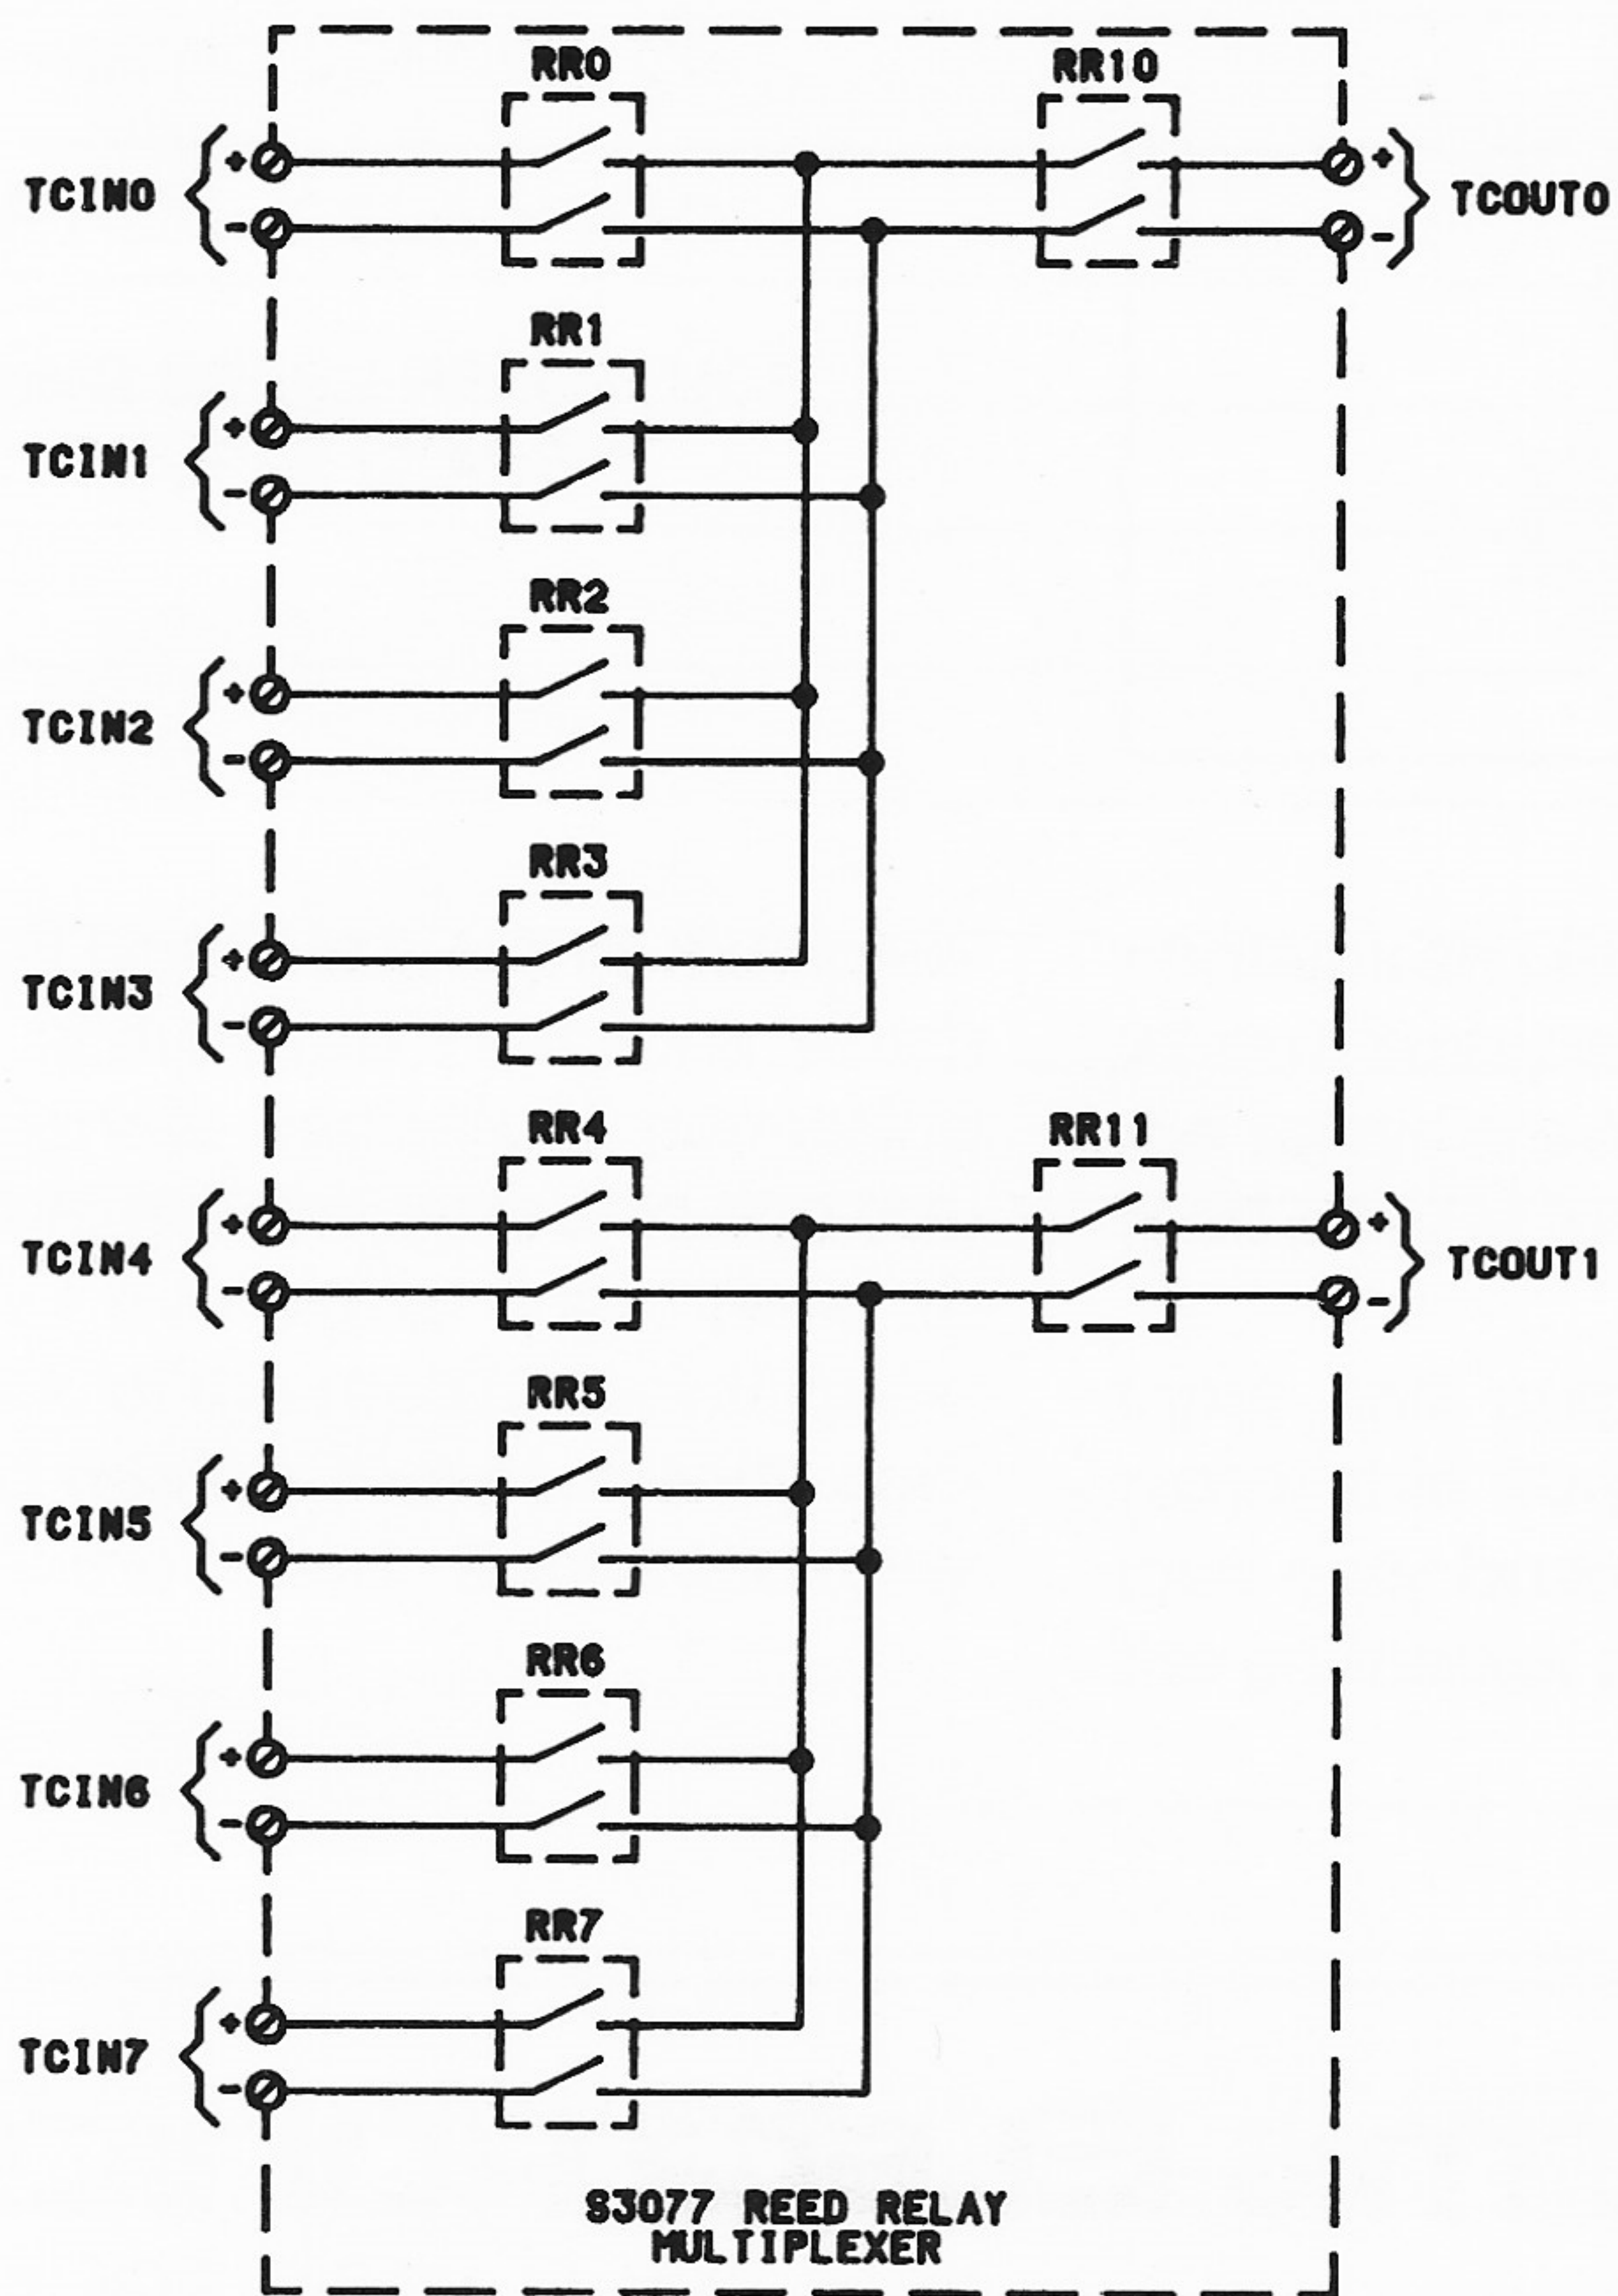 RR0 RR10
+ +
TCIN0 TCOUT0
- -
RR1
+
TCIN1
-
RR2
+
TCIN2
-
RR3
+
TCIN3
-
RR4 RR11
+ +
TCIN4 TCOUT1
- -
RR5
+
TCIN5
-
RR6
+
TCIN6
-
RR7
+
TCIN7
-
S3077 REED RELAY
MULTIPLEXER